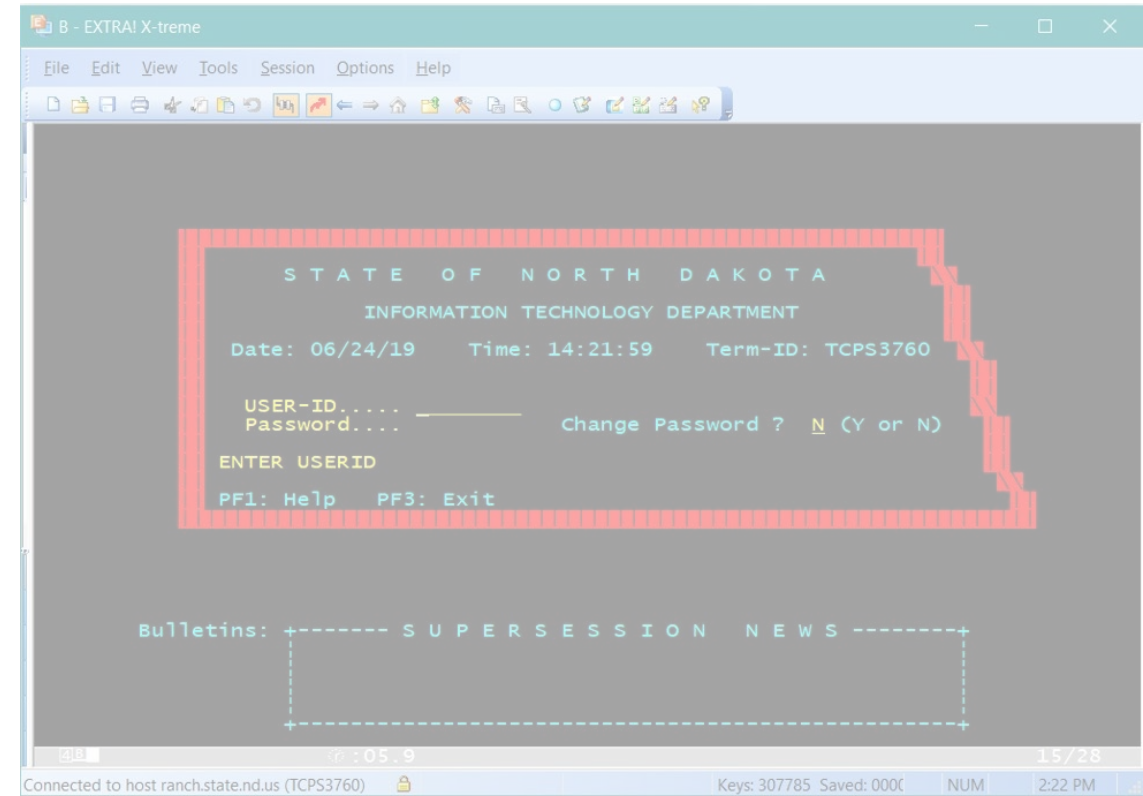 B - EXTRA! X-treme
File Edit View Tools Session Options Help
S T A T E O F N O R T H D A K O T A
INFORMATION TECHNOLOGY DEPARTMENT
Date: 06/24/19 Time: 14:21:59 Term-ID: TCPS3760
USER-ID..... ________
Password.... Change Password ? N (Y or N)
ENTER USERID
PF1: Help PF3: Exit
Bulletins: +------- S U P E R S E S S I O N N E W S --------+
:05.9 15/28
Connected to host ranch.state.nd.us (TCPS3760) Keys: 307785 Saved: NUM 2:22 PM